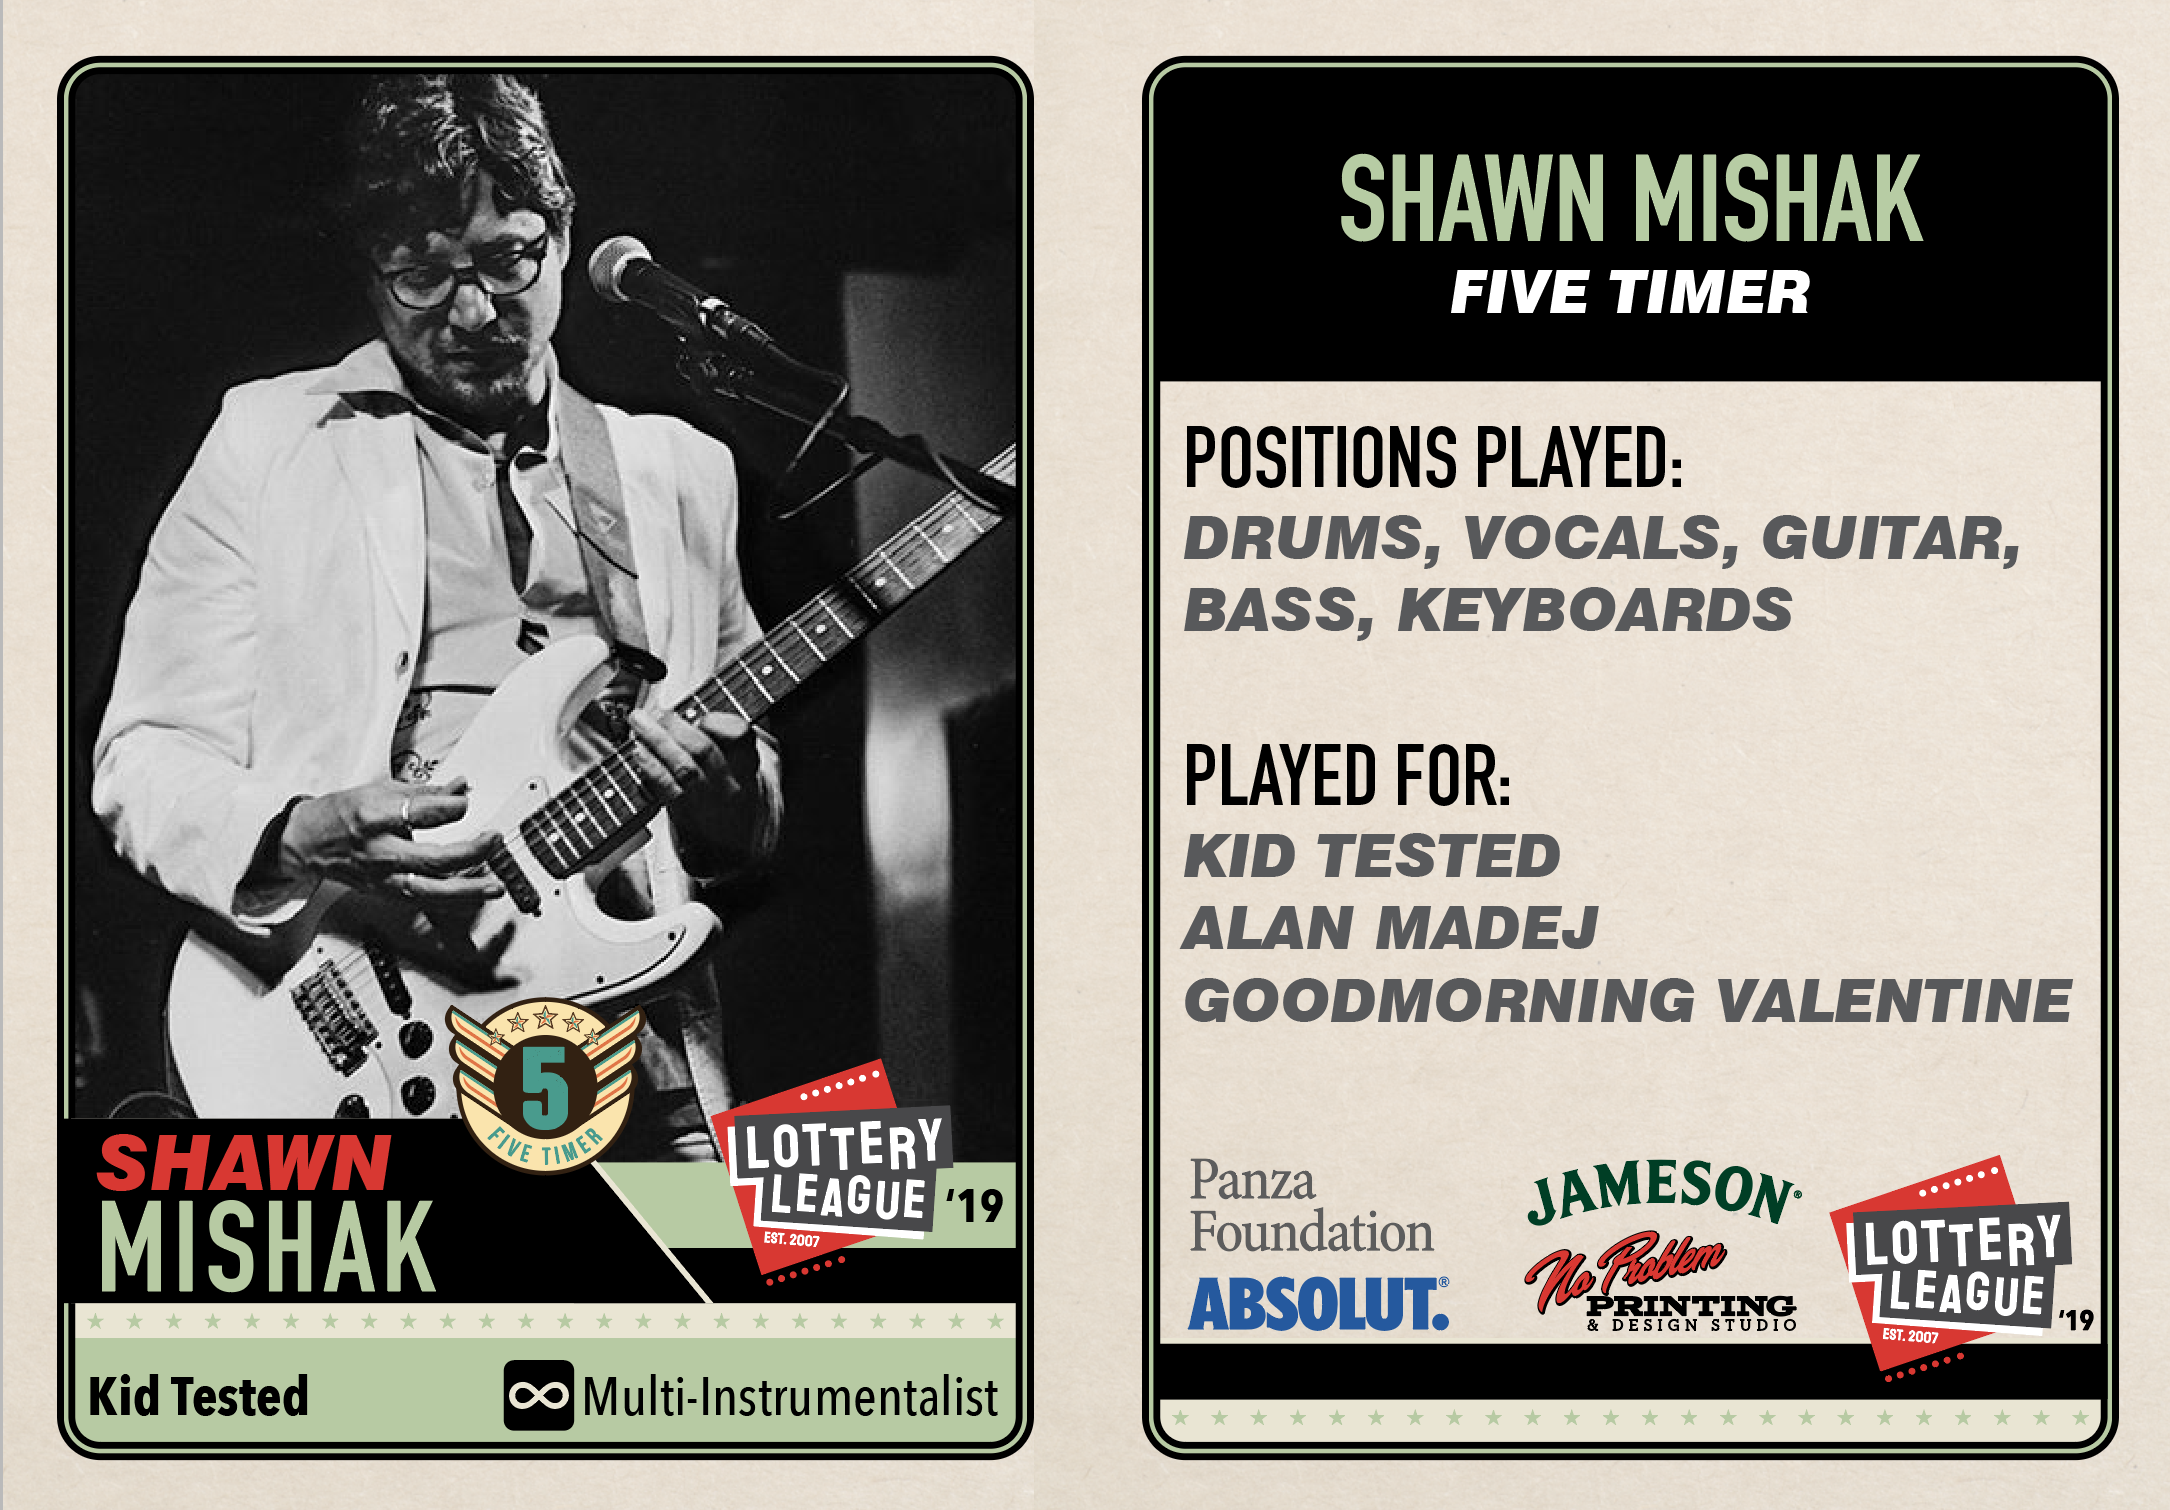 5
FIVE TIMER
SHAWN
MISHAK
LOTTERY
LEAGUE
EST. 2007
'19
Kid Tested
Multi-Instrumentalist
SHAWN MISHAK
FIVE TIMER
POSITIONS PLAYED:
DRUMS, VOCALS, GUITAR,
BASS, KEYBOARDS
PLAYED FOR:
KID TESTED
ALAN MADEJ
GOODMORNING VALENTINE
Panza
Foundation
ABSOLUT.®
JAMESON®
No Problem
PRINTING
& DESIGN STUDIO
LOTTERY
LEAGUE
EST. 2007
'19